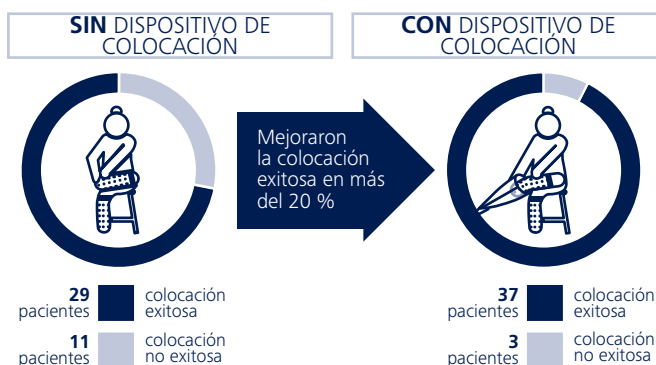 SIN DISPOSITIVO DE
COLOCACIÓN
CON DISPOSITIVO DE
COLOCACIÓN
Mejoraron
la colocación
exitosa en más
del 20 %
29
pacientes
colocación
exitosa
11
pacientes
colocación
no exitosa
37
pacientes
colocación
exitosa
3
pacientes
colocación
no exitosa